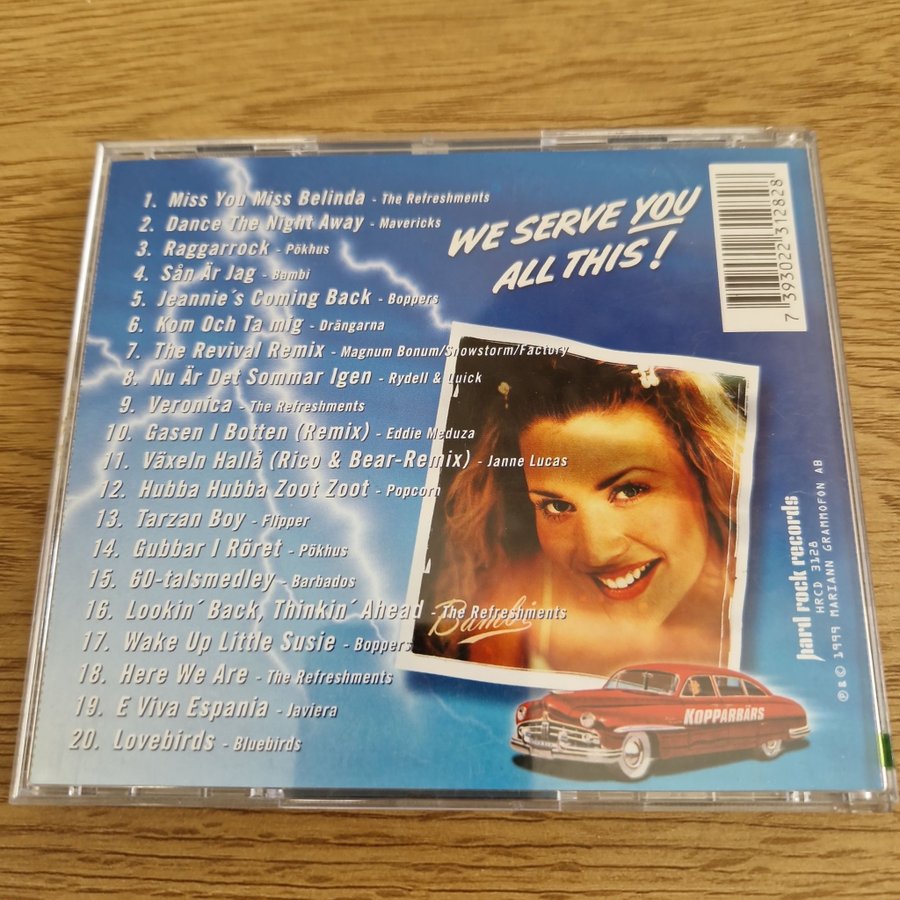 1. Miss You Miss Belinda - The Refreshments
2. Dance The Night Away - Mavericks
3. Raggarrock - Pökhus
4. Sån Är Jag - Bambi
5. Jeannie´s Coming Back - Boppers
6. Kom Och Ta mig - Drängarna
7. The Revival Remix - Magnum Bonum/Snowstorm/Factory
8. Nu Är Det Sommar Igen - Rydell & Quick
9. Veronica - The Refreshments
10. Gasen I Botten (Remix) - Eddie Meduza
11. Växeln Hallå (Rico & Bear-Remix) - Janne Lucas
12. Hubba Hubba Zoot Zoot - Popcorn
13. Tarzan Boy - Flipper
14. Gubbar I Röret - Pökhus
15. 60-talsmedley - Barbados
16. Lookin´ Back, Thinkin´ Ahead - The Refreshments
17. Wake Up Little Susie - Boppers
18. Here We Are - The Refreshments
19. E Viva Espania - Javiera
20. Lovebirds - Bluebirds
WE SERVE YOU
ALL THIS!
7 393022 312828
Bambi
KOPPARBÄRS
hard rock records
HRCD 3128
℗ & © 1999 MARIANN GRAMMOFON AB